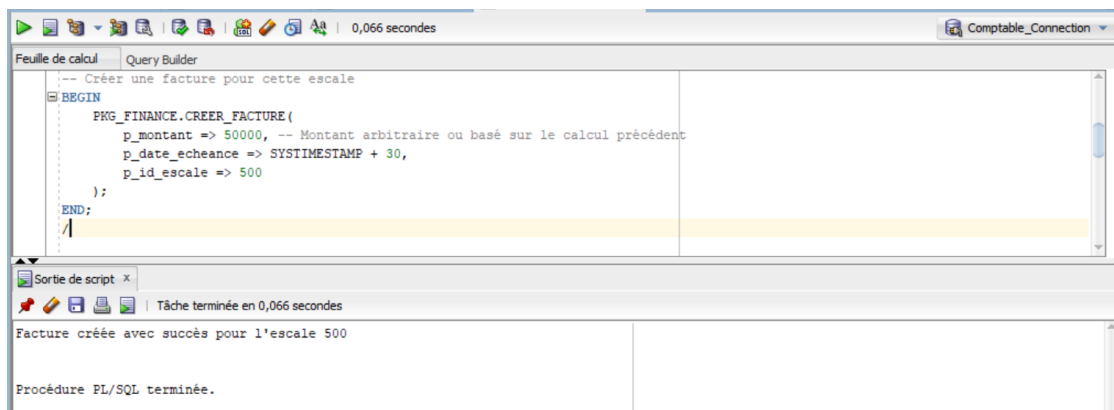 0,066 secondes
Comptable_Connection
Feuille de calcul
Query Builder
-- Créer une facture pour cette escale
BEGIN
PKG_FINANCE.CREER_FACTURE(
p_montant => 50000, -- Montant arbitraire ou basé sur le calcul précédent
p_date_echeance => SYSTIMESTAMP + 30,
p_id_escale => 500
);
END;
/
Sortie de script x
Tâche terminée en 0,066 secondes
Facture créée avec succès pour l'escale 500
Procédure PL/SQL terminée.